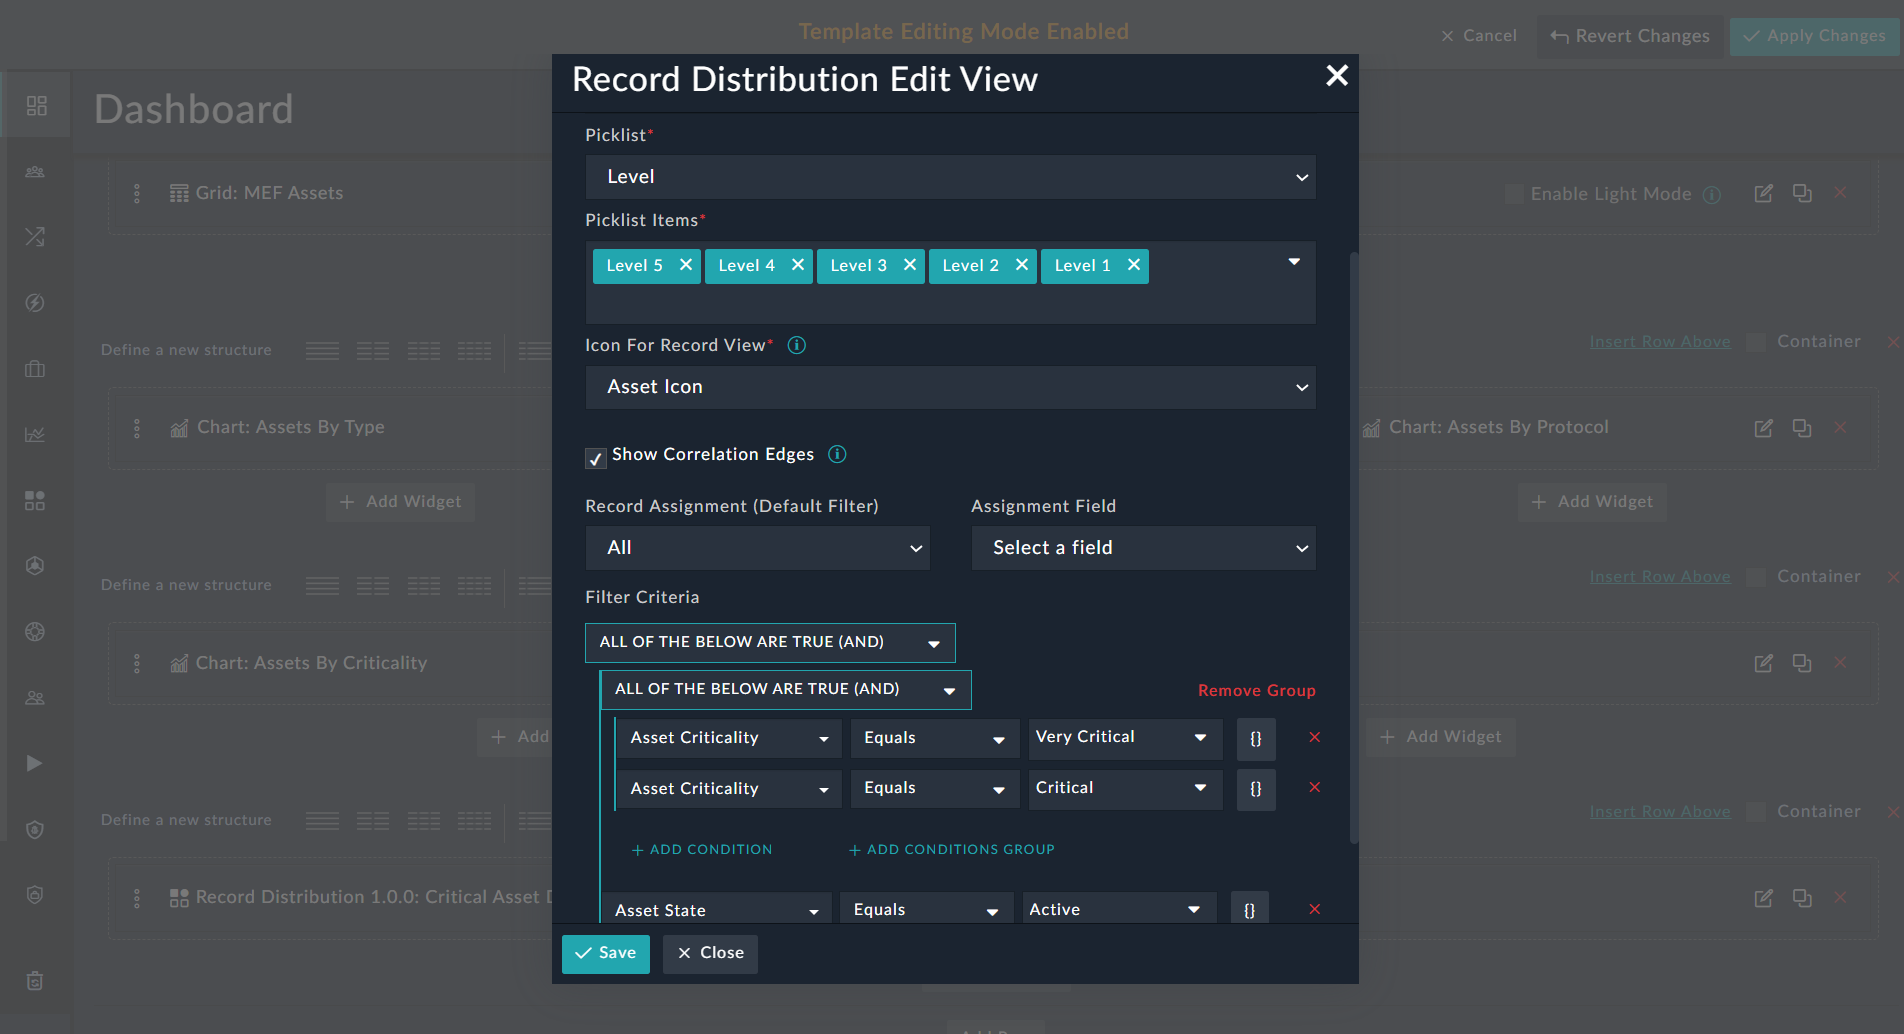 Template Editing Mode Enabled
Cancel
Revert Changes
Apply Changes
Dashboard
Record Distribution Edit View
Picklist*
Level
Grid: MEF Assets
Enable Light Mode
Picklist Items*
Level 5
Level 4
Level 3
Level 2
Level 1
Icon For Record View*
Define a new structure
Insert Row Above
Container
Asset Icon
Chart: Assets By Type
Chart: Assets By Protocol
Show Correlation Edges
Add Widget
Add Widget
Record Assignment (Default Filter)
Assignment Field
All
Select a field
Define a new structure
Insert Row Above
Container
Filter Criteria
ALL OF THE BELOW ARE TRUE (AND)
Chart: Assets By Criticality
ALL OF THE BELOW ARE TRUE (AND)
Remove Group
Add
Asset Criticality
Equals
Very Critical
{}
Add Widget
Asset Criticality
Equals
Critical
{}
Define a new structure
Insert Row Above
Container
+ ADD CONDITION
+ ADD CONDITIONS GROUP
Record Distribution 1.0.0: Critical Asset
Asset State
Equals
Active
{}
Save
Close